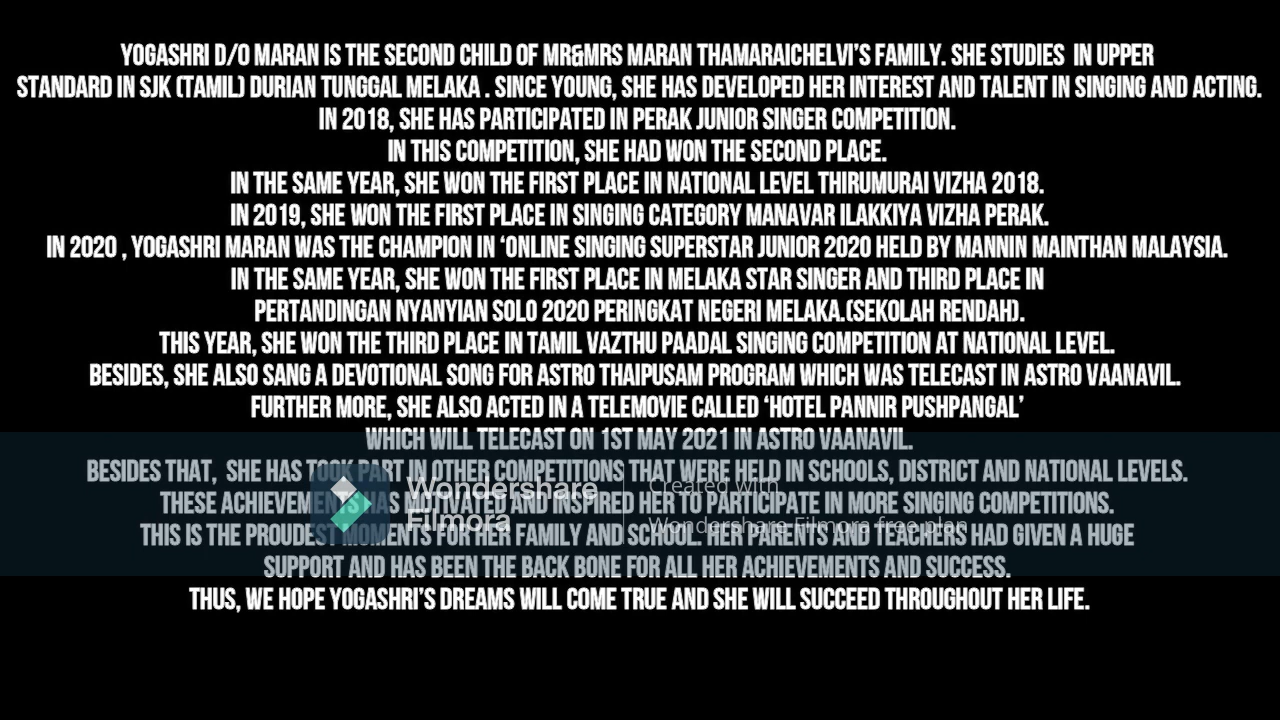 YOGASHRI D/O MARAN IS THE SECOND CHILD OF MR&MRS MARAN THAMARAICHELVI'S FAMILY. SHE STUDIES IN UPPER
STANDARD IN SJK (TAMIL) DURIAN TUNGGAL MELAKA . SINCE YOUNG, SHE HAS DEVELOPED HER INTEREST AND TALENT IN SINGING AND ACTING.
IN 2018, SHE HAS PARTICIPATED IN PERAK JUNIOR SINGER COMPETITION.
IN THIS COMPETITION, SHE HAD WON THE SECOND PLACE.
IN THE SAME YEAR, SHE WON THE FIRST PLACE IN NATIONAL LEVEL THIRUMURAI VIZHA 2018.
IN 2019, SHE WON THE FIRST PLACE IN SINGING CATEGORY MANAVAR ILAKKIYA VIZHA PERAK.
IN 2020 , YOGASHRI MARAN WAS THE CHAMPION IN ‘ONLINE SINGING SUPERSTAR JUNIOR 2020 HELD BY MANNIN MAINTHAN MALAYSIA.
IN THE SAME YEAR, SHE WON THE FIRST PLACE IN MELAKA STAR SINGER AND THIRD PLACE IN
PERTANDINGAN NYANYIAN SOLO 2020 PERINGKAT NEGERI MELAKA.(SEKOLAH RENDAH).
THIS YEAR, SHE WON THE THIRD PLACE IN TAMIL VAZTHU PAADAL SINGING COMPETITION AT NATIONAL LEVEL.
BESIDES, SHE ALSO SANG A DEVOTIONAL SONG FOR ASTRO THAIPUSAM PROGRAM WHICH WAS TELECAST IN ASTRO VAANAVIL.
FURTHER MORE, SHE ALSO ACTED IN A TELEMOVIE CALLED ‘HOTEL PANNIR PUSHPANGAL’
WHICH WILL TELECAST ON 1ST MAY 2021 IN ASTRO VAANAVIL.
BESIDES THAT, SHE HAS TOOK PART IN OTHER COMPETITIONS THAT WERE HELD IN SCHOOLS, DISTRICT AND NATIONAL LEVELS.
THESE ACHIEVEMENTS HAS MOTIVATED AND INSPIRED HER TO PARTICIPATE IN MORE SINGING COMPETITIONS.
THIS IS THE PROUDEST MOMENTS FOR HER FAMILY AND SCHOOL. HER PARENTS AND TEACHERS HAD GIVEN A HUGE
SUPPORT AND HAS BEEN THE BACK BONE FOR ALL HER ACHIEVEMENTS AND SUCCESS.
THUS, WE HOPE YOGASHRI'S DREAMS WILL COME TRUE AND SHE WILL SUCCEED THROUGHOUT HER LIFE.
Wondershare
Filmora
Created with
Wondershare Filmora free plan